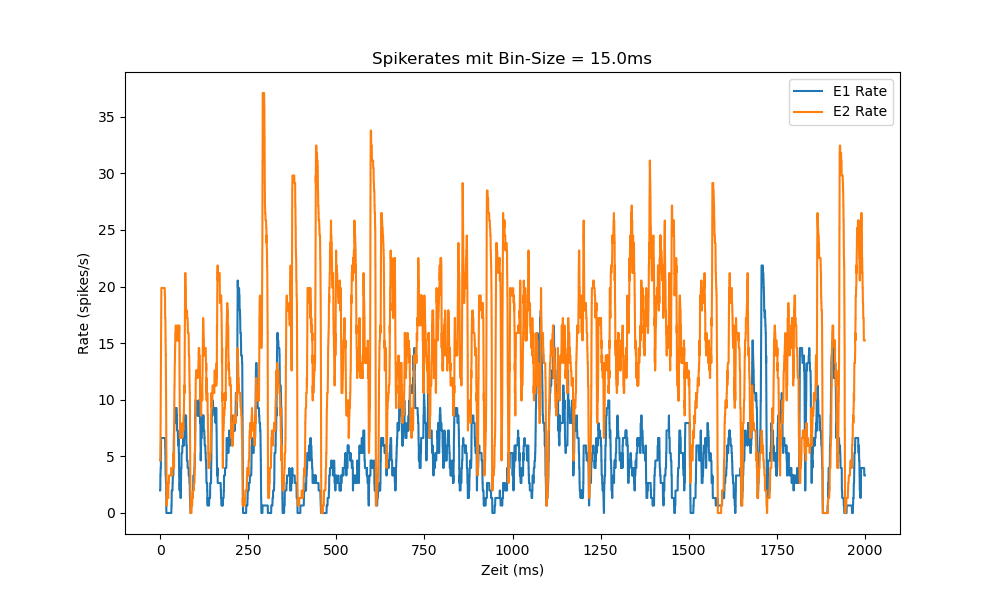 Spikerates mit Bin-Size = 15.0ms
E1 Rate
E2 Rate
Rate (spikes/s)
35
30
25
20
15
10
5
0
0 250 500 750 1000 1250 1500 1750 2000
Zeit (ms)